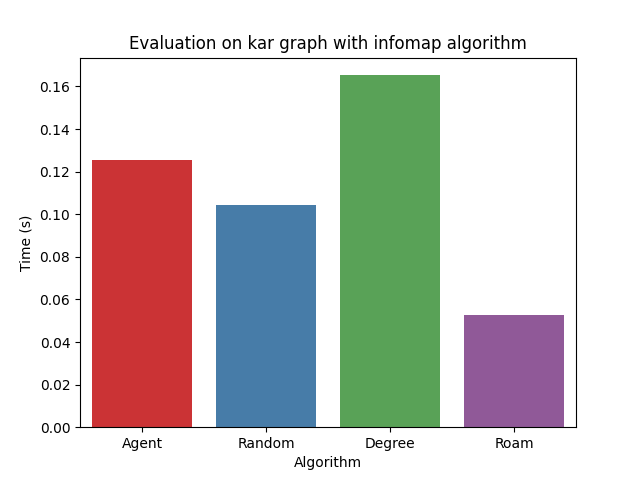 Evaluation on kar graph with infomap algorithm
Time (s)
0.16
0.14
0.12
0.10
0.08
0.06
0.04
0.02
0.00
Agent Random Degree Roam
Algorithm